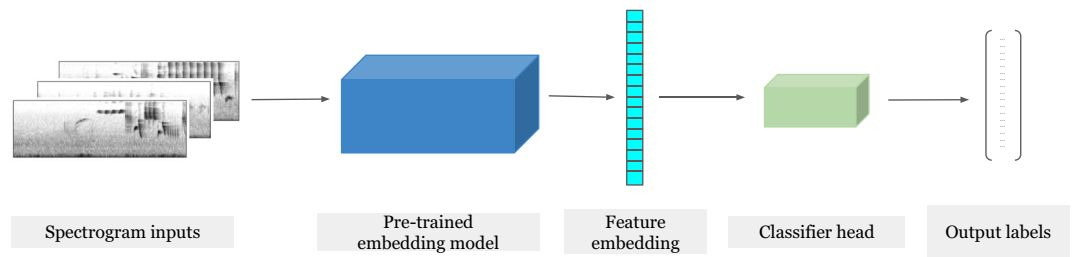 Spectrogram inputs
Pre-trained
embedding model
Feature
embedding
Classifier head
Output labels